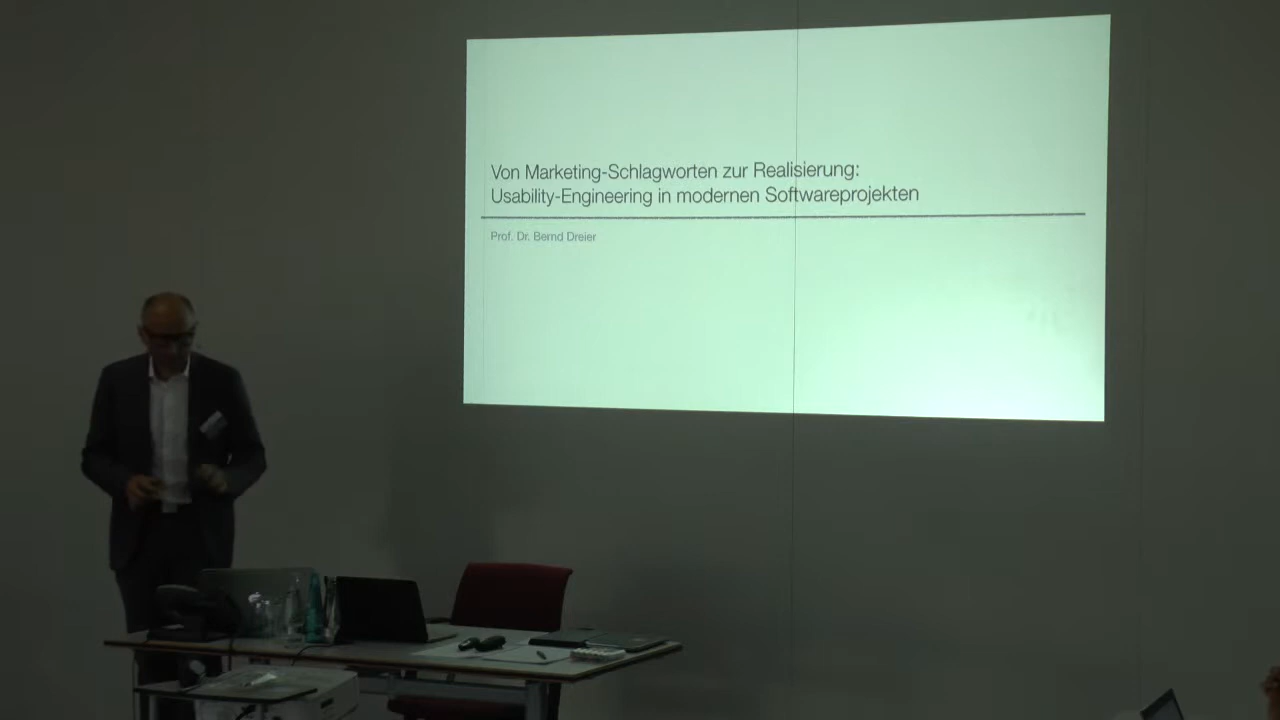 Von Marketing-Schlagworten zur Realisierung:
Usability-Engineering in modernen Softwareprojekten
Prof. Dr. Bernd Dreier